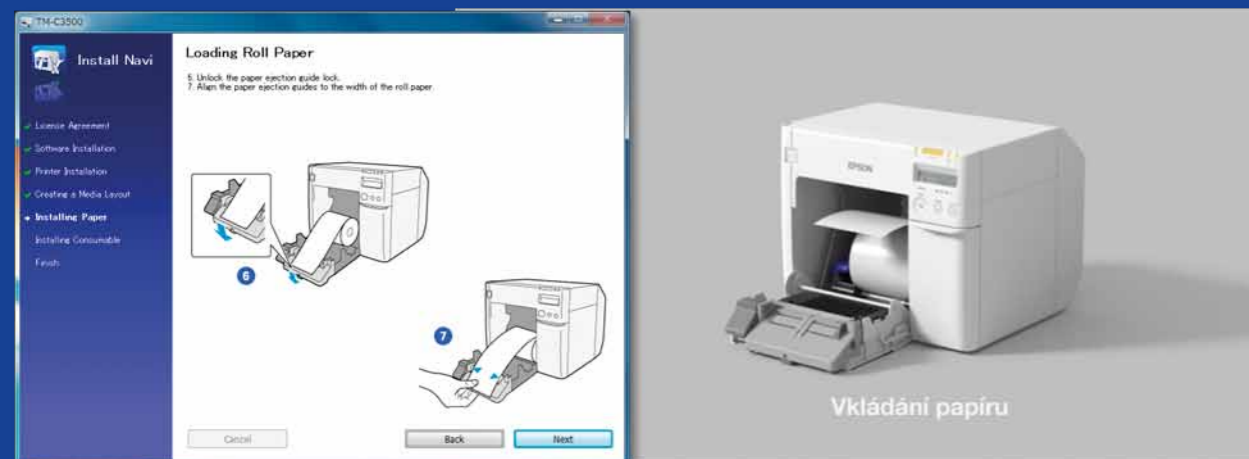 TM-C3500
Install Navi
License Agreement
Software Installation
Printer Installation
Creating a Media Layout
Installing Paper
Installing Consumable
Finish
Loading Roll Paper
6. Unlock the paper ejection guide lock.
7. Align the paper ejection guides to the width of the roll paper.
6
7
Cancel
Back
Next
EPSON
Vkládání papíru